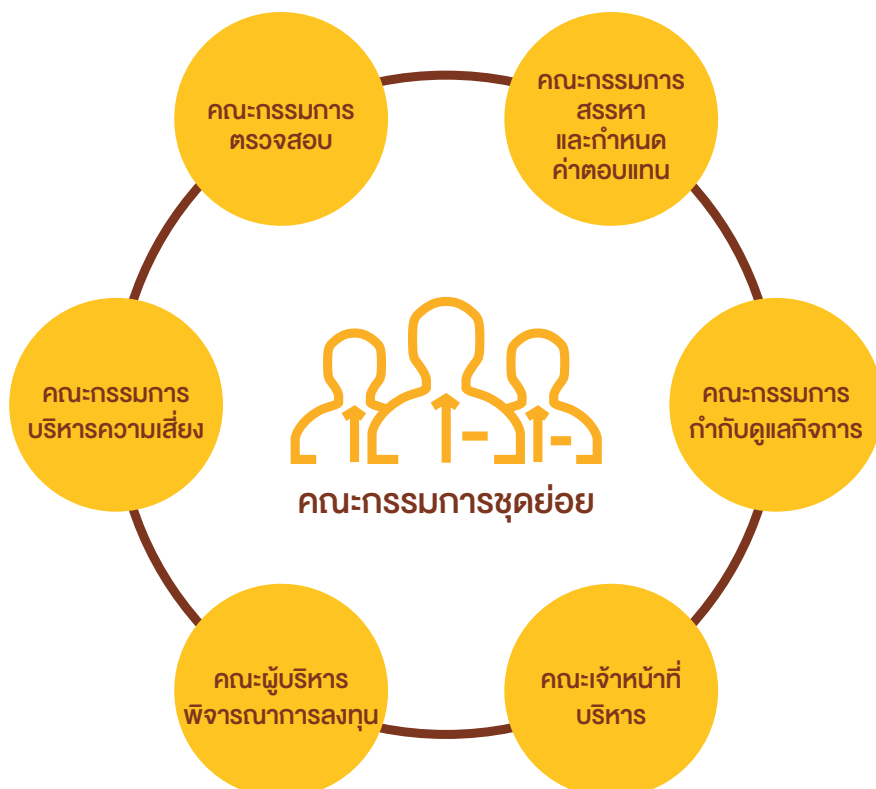 คณะกรรมการ
ตรวจสอบ
คณะกรรมการ
สรรหา
และกำหนด
ค่าตอบแทน
คณะกรรมการ
บริหารความเสี่ยง
คณะกรรมการ
กำกับดูแลกิจการ
คณะกรรมการชุดย่อย
คณะผู้บริหาร
พิจารณาการลงทุน
คณะเจ้าหน้าที่
บริหาร